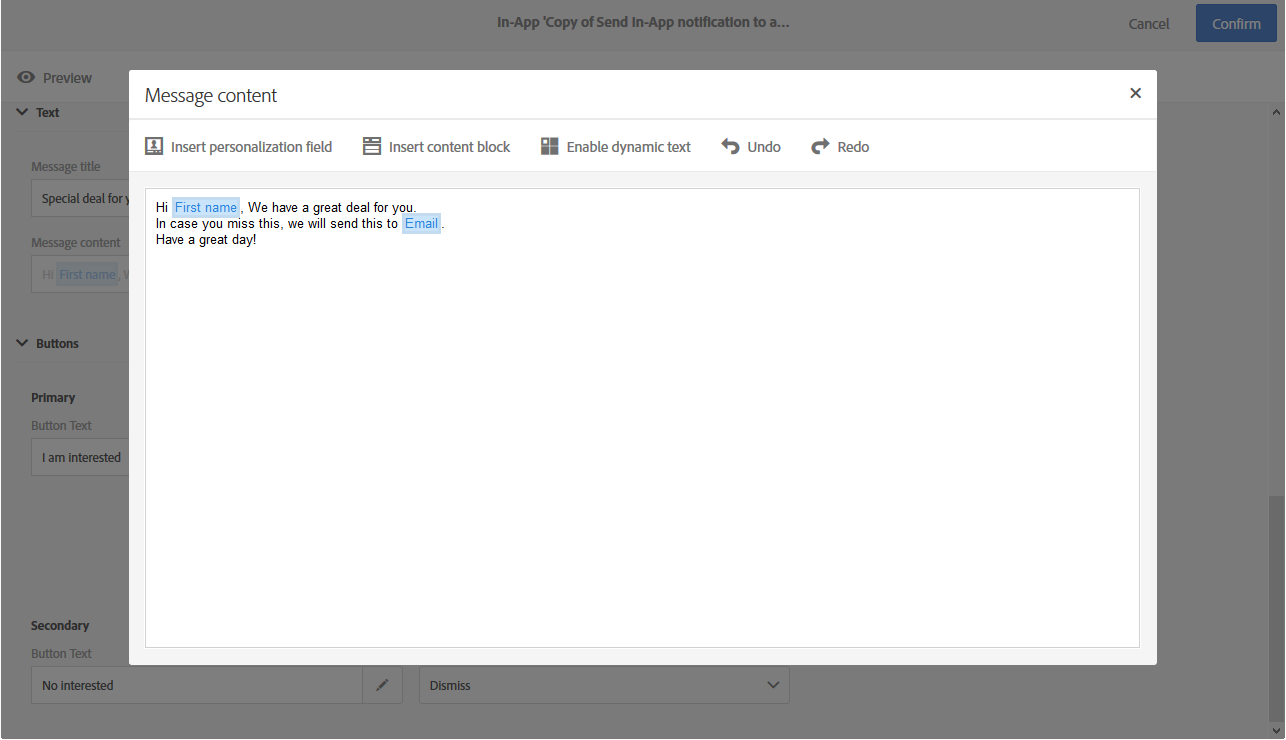 In-App 'Copy of Send In-App notification to a...
Cancel
Confirm
Preview
Message content
Insert personalization field
Insert content block
Enable dynamic text
Undo
Redo
Hi First name, We have a great deal for you.
In case you miss this, we will send this to Email.
Have a great day!
Text
Message title
Special deal for
Message content
Hi First name,
Buttons
Primary
Button Text
I am interested
Secondary
Button Text
No interested
Dismiss